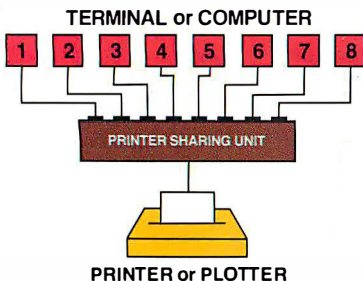 TERMINAL or COMPUTER
1 2 3 4 5 6 7 8
PRINTER SHARING UNIT
PRINTER or PLOTTER